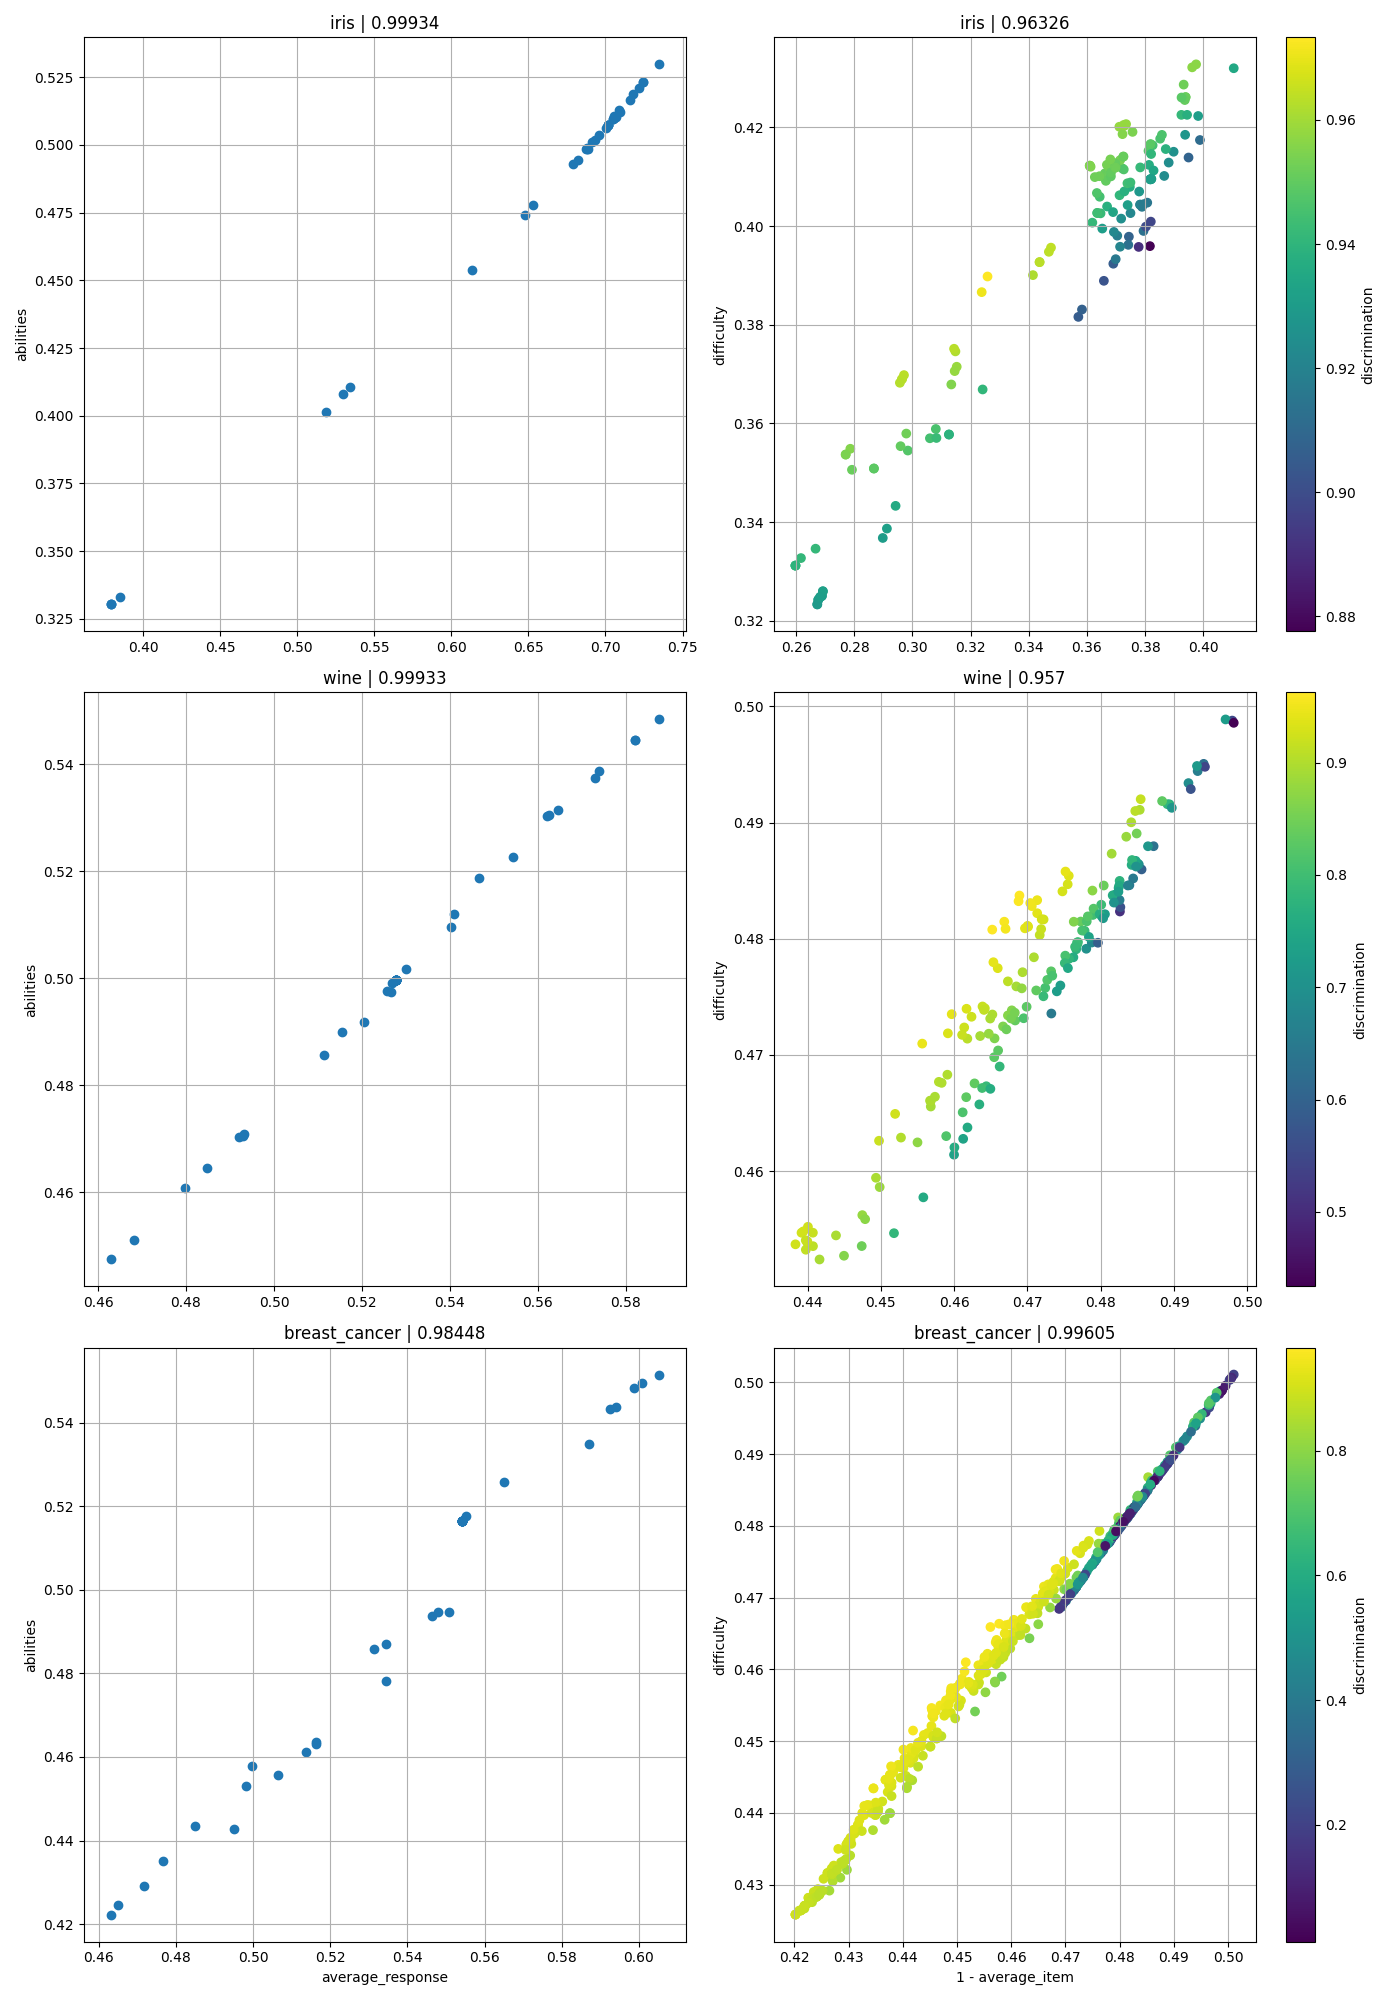 iris | 0.99934
abilities
0.525
0.500
0.475
0.450
0.425
0.400
0.375
0.350
0.325
0.40 0.45 0.50 0.55 0.60 0.65 0.70 0.75
iris | 0.96326
difficulty
0.42
0.40
0.38
0.36
0.34
0.32
0.26 0.28 0.30 0.32 0.34 0.36 0.38 0.40
0.96
0.94
0.92
0.90
0.88
discrimination
wine | 0.99933
abilities
0.54
0.52
0.50
0.48
0.46
0.46 0.48 0.50 0.52 0.54 0.56 0.58
wine | 0.957
difficulty
0.50
0.49
0.48
0.47
0.46
0.44 0.45 0.46 0.47 0.48 0.49 0.50
0.9
0.8
0.7
0.6
0.5
discrimination
breast_cancer | 0.98448
abilities
0.54
0.52
0.50
0.48
0.46
0.44
0.42
0.46 0.48 0.50 0.52 0.54 0.56 0.58 0.60
average_response
breast_cancer | 0.99605
difficulty
0.50
0.49
0.48
0.47
0.46
0.45
0.44
0.43
0.42 0.43 0.44 0.45 0.46 0.47 0.48 0.49 0.50
1 - average_item
0.8
0.6
0.4
0.2
discrimination